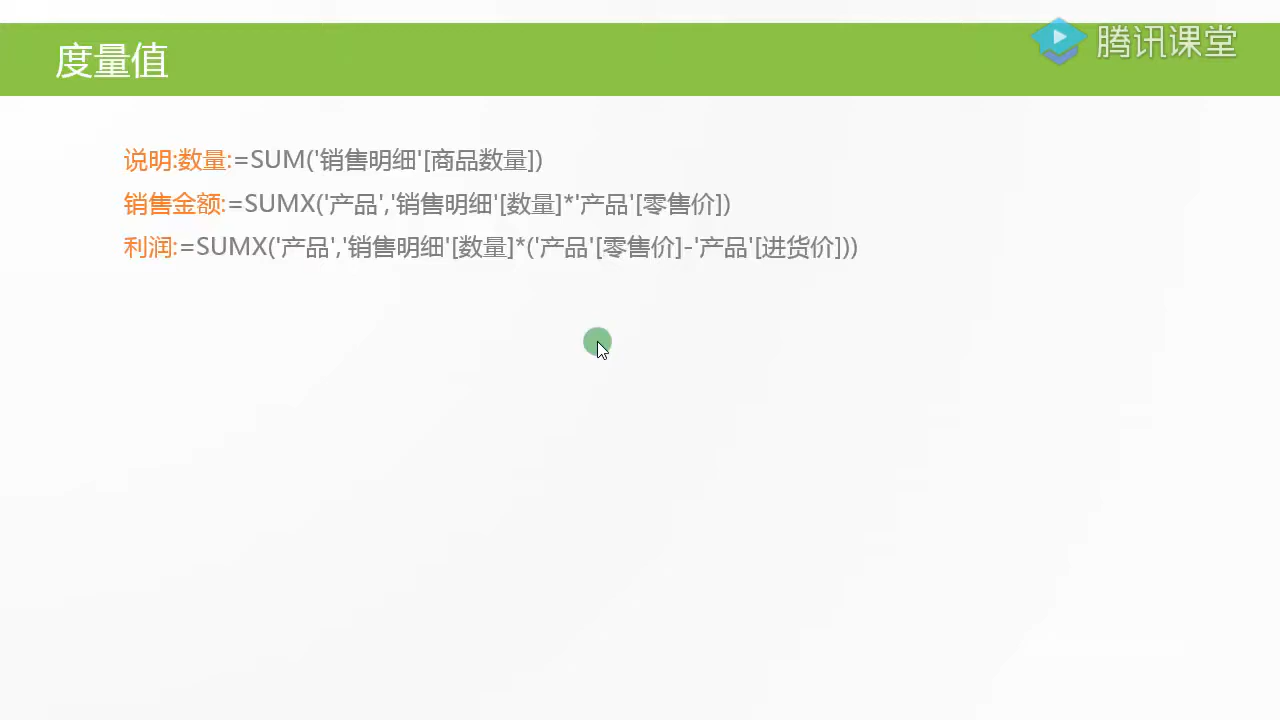 度量值
腾讯课堂
说明:数量:=SUM('销售明细'[商品数量])
销售金额:=SUMX('产品','销售明细'[数量]*'产品'[零售价])
利润:=SUMX('产品','销售明细'[数量]*('产品'[零售价]-'产品'[进货价]))